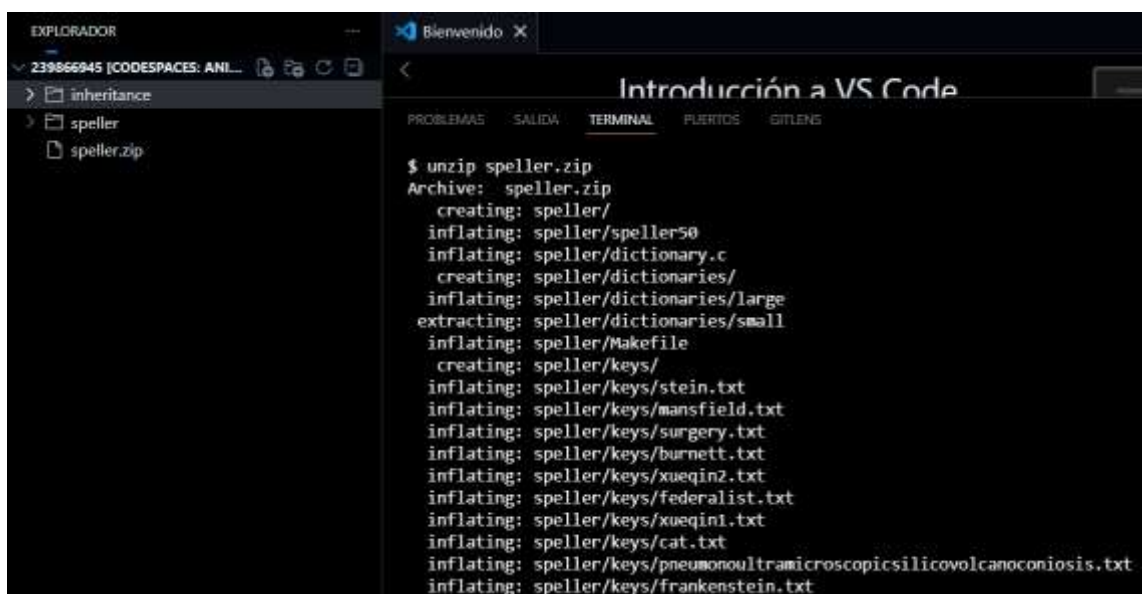 EXPLORADOR
239866945 [CODESPACES: ANI...
inheritance
speller
speller.zip
Bienvenido
Introducción a VS Code
PROBLEMAS SALIDA TERMINAL PUERTOS GITLENS
$ unzip speller.zip
Archive:  speller.zip
creating: speller/
inflating: speller/speller50
inflating: speller/dictionary.c
creating: speller/dictionaries/
inflating: speller/dictionaries/large
extracting: speller/dictionaries/small
inflating: speller/Makefile
creating: speller/keys/
inflating: speller/keys/stein.txt
inflating: speller/keys/mansfield.txt
inflating: speller/keys/surgery.txt
inflating: speller/keys/burnett.txt
inflating: speller/keys/xueqin2.txt
inflating: speller/keys/federalist.txt
inflating: speller/keys/xueqin1.txt
inflating: speller/keys/cat.txt
inflating: speller/keys/pneumonoultramicroscopicsilicovolcanoconiosis.txt
inflating: speller/keys/frankenstein.txt